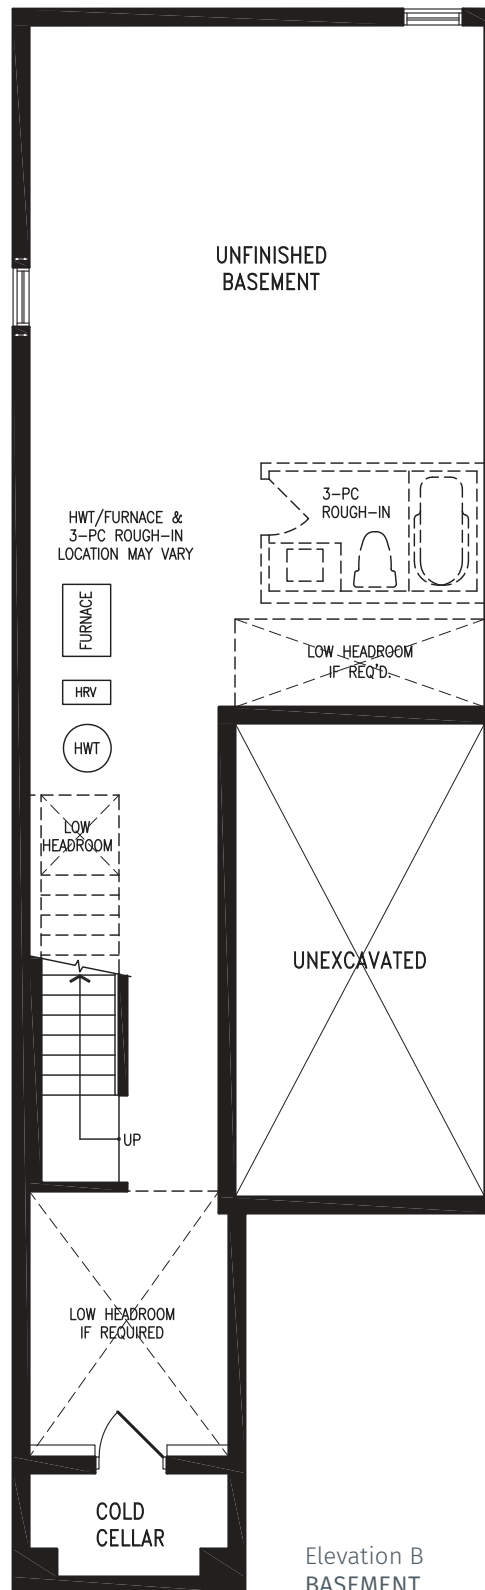 UNFINISHED
BASEMENT
3-PC
ROUGH-IN
HWT/FURNACE &
3-PC ROUGH-IN
LOCATION MAY VARY
FURNACE
LOW HEADROOM
IF REQ'D.
HRV
HWT
LOW
HEADROOM
UNEXCAVATED
UP
LOW HEADROOM
IF REQUIRED
COLD
CELLAR
Elevation B
BASEMENT